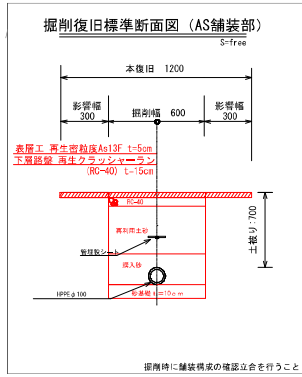 掘削復旧標準断面図（AS舗装部）
S=free
本復旧 1200
影響幅
300
掘削幅 600
影響幅
300
表層工 再生密粒度As13F t=5cm
下層路盤 再生クラッシャーラン
(RC-40) t=15cm
RC-40
再利用土砂
管理製シート
購入砂
土被り:700
HPPEφ100
砂基礎 t=10cm
掘削時に舗装構成の確認立会を行うこと